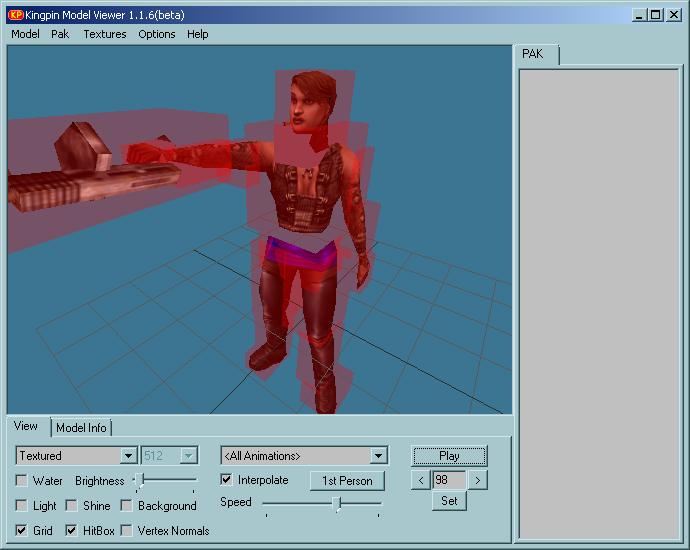 KP Kingpin Model Viewer 1.1.6(beta)
Model Pak Textures Options Help
PAK
View Model Info
Textured 512 <All Animations> Play
Water Brightness Interpolate 1st Person < 98 >
Light Shine Background Speed Set
Grid HitBox Vertex Normals